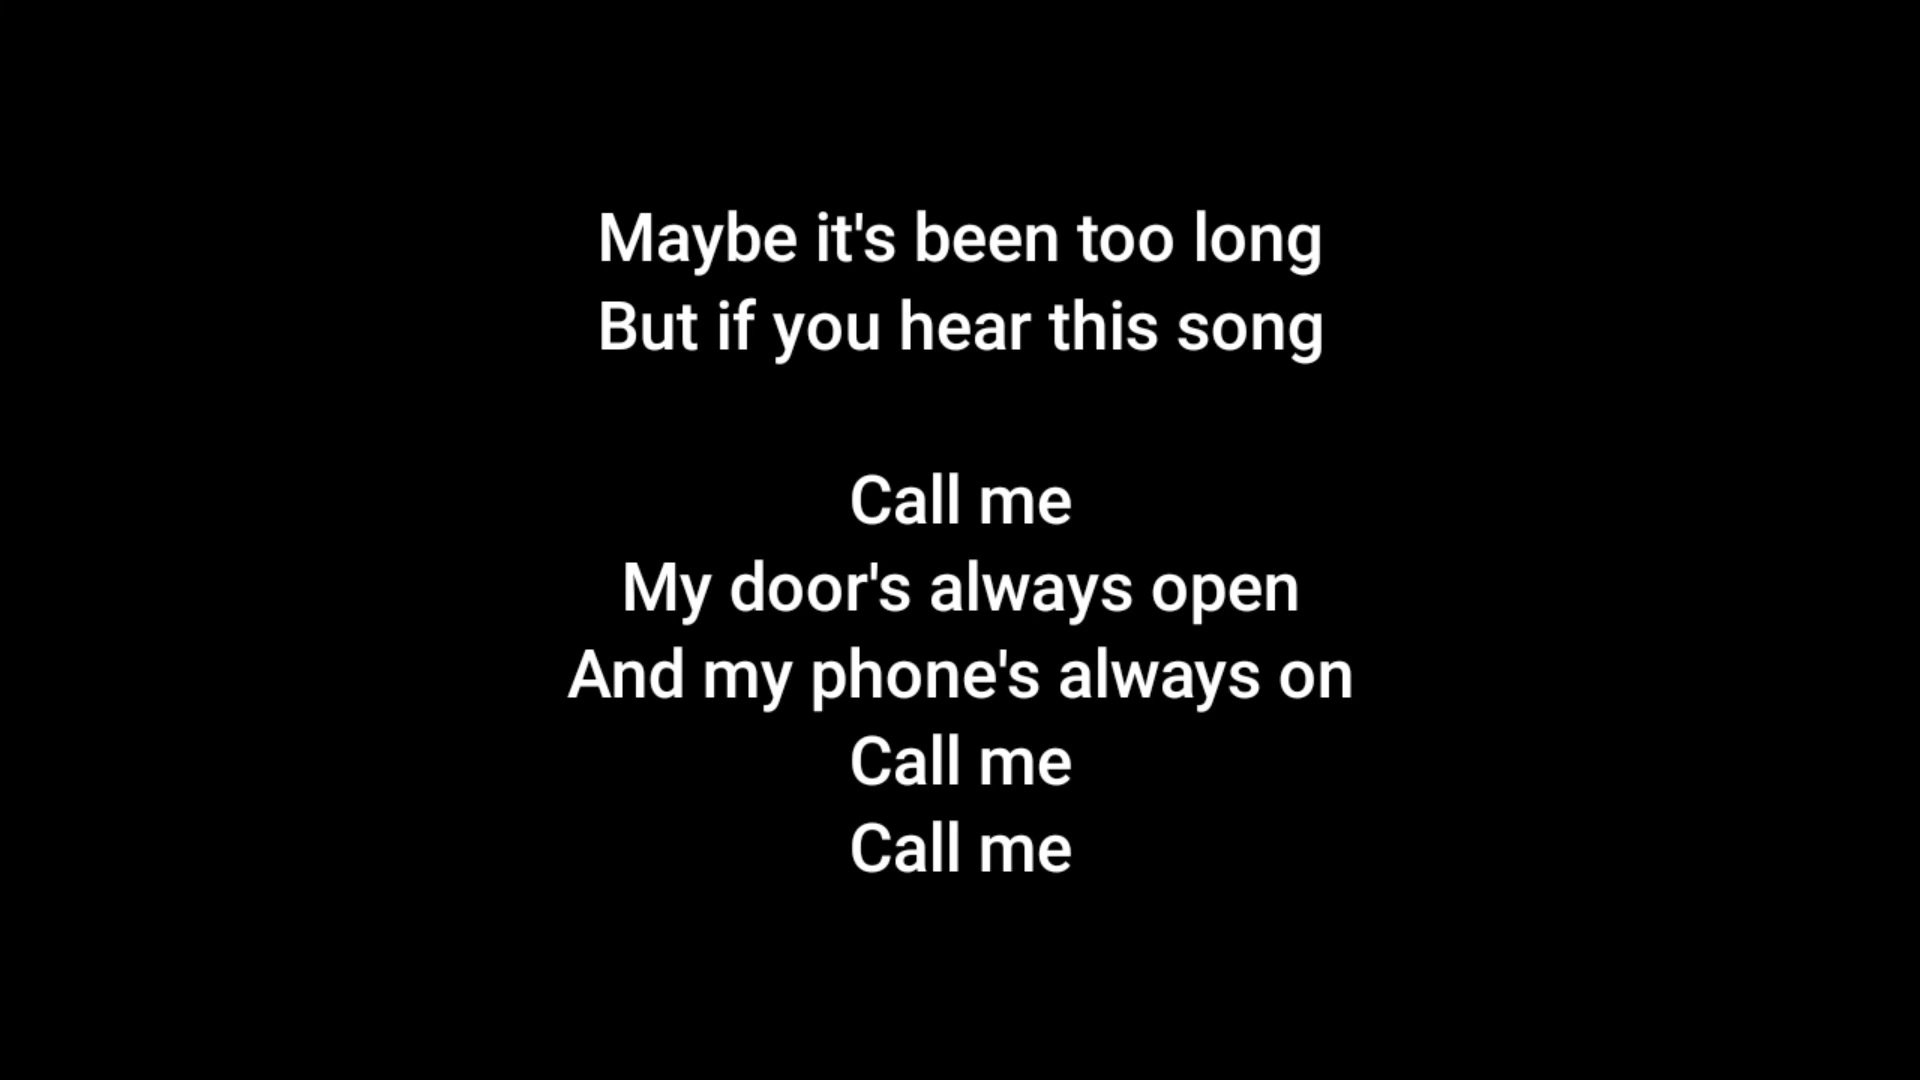 Maybe it's been too long
But if you hear this song
Call me
My door's always open
And my phone's always on
Call me
Call me